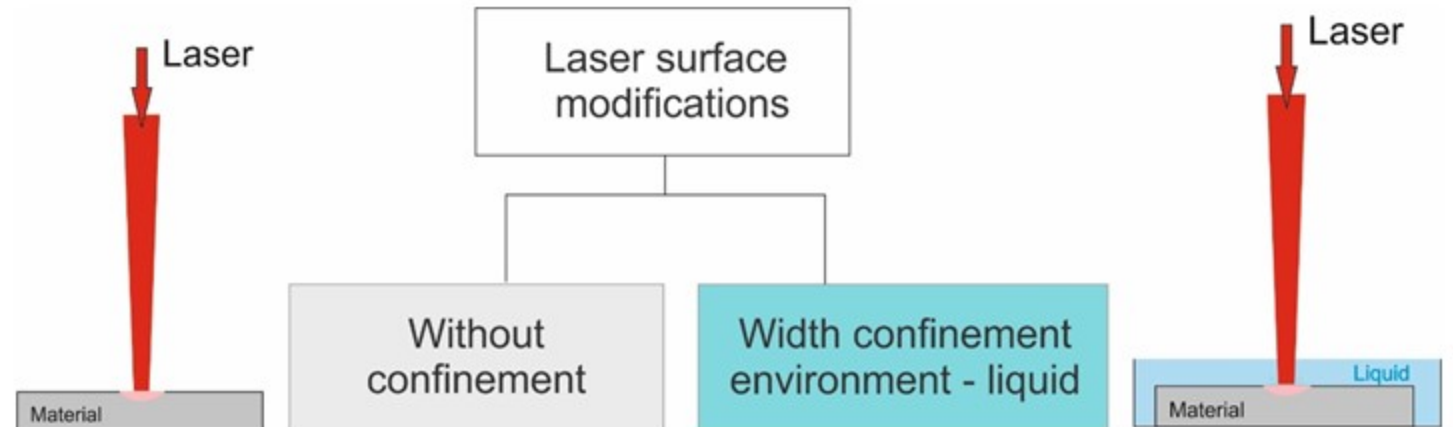 Laser
Laser surface
modifications
Laser
Without
confinement
Width confinement
environment - liquid
Liquid
Material
Material